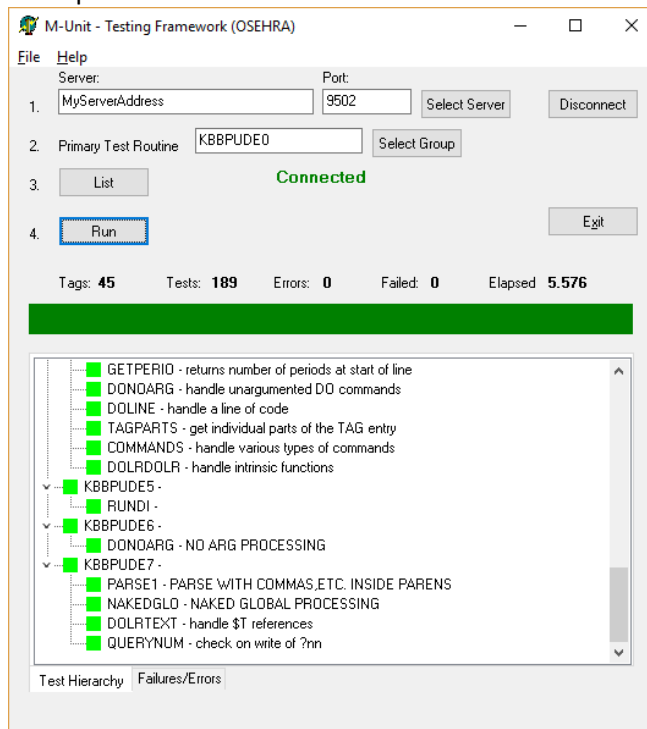 M-Unit - Testing Framework (OSEHRA)
File Help
Server: Port:
1. MyServerAddress 9502 Select Server Disconnect
2. Primary Test Routine KBBPUDE0 Select Group
3. List Connected
Exit
4. Run
Tags: 45 Tests: 189 Errors: 0 Failed: 0 Elapsed 5.576
GETPERIO - returns number of periods at start of line
DONOARG - handle unargumented DO commands
DOLINE - handle a line of code
TAGPARTS - get individual parts of the TAG entry
COMMANDS - handle various types of commands
DOLRDOLR - handle intrinsic functions
KBBPUDE5 -
RUNDI -
KBBPUDE6 -
DONOARG - NO ARG PROCESSING
KBBPUDE7 -
PARSE1 - PARSE WITH COMMAS,ETC. INSIDE PARENS
NAKEDGLO - NAKED GLOBAL PROCESSING
DOLRTEXT - handle $T references
QUERYNUM - check on write of ?nn
Test Hierarchy Failures/Errors